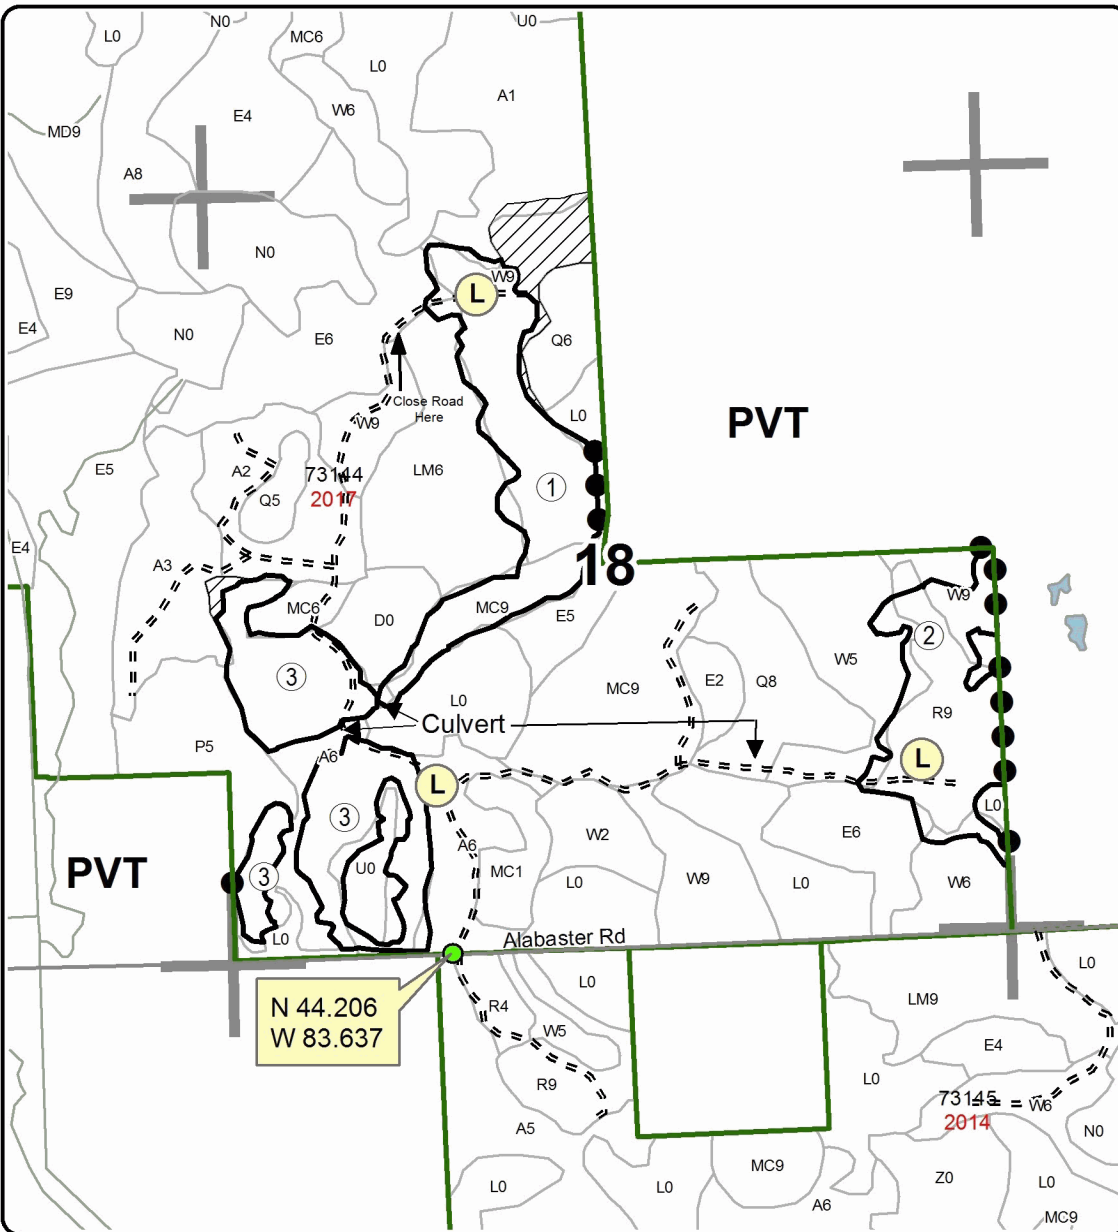 N0
U0
L0
MC6
L0
A1
W6
E4
MD9
A8
N0
W9
L
E9
E4
N0
E6
Q6
Close Road
Here
L0
W9
PVT
E5
A2
73144
LM6
Q5
2017
1
E4
A3
18
MC6
D0
MC9
E5
W9
2
3
W5
E2
Q8
MC9
L0
R9
Culvert
P5
A6
L
L
L0
3
W2
E6
A6
PVT
U0
MC1
3
L0
W9
L0
W6
L0
Alabaster Rd
L0
L0
N 44.206
W 83.637
R4
LM9
W5
E4
R9
L0
73145
W6
2014
A5
N0
MC9
Z0
L0
L0
L0
A6
MC9